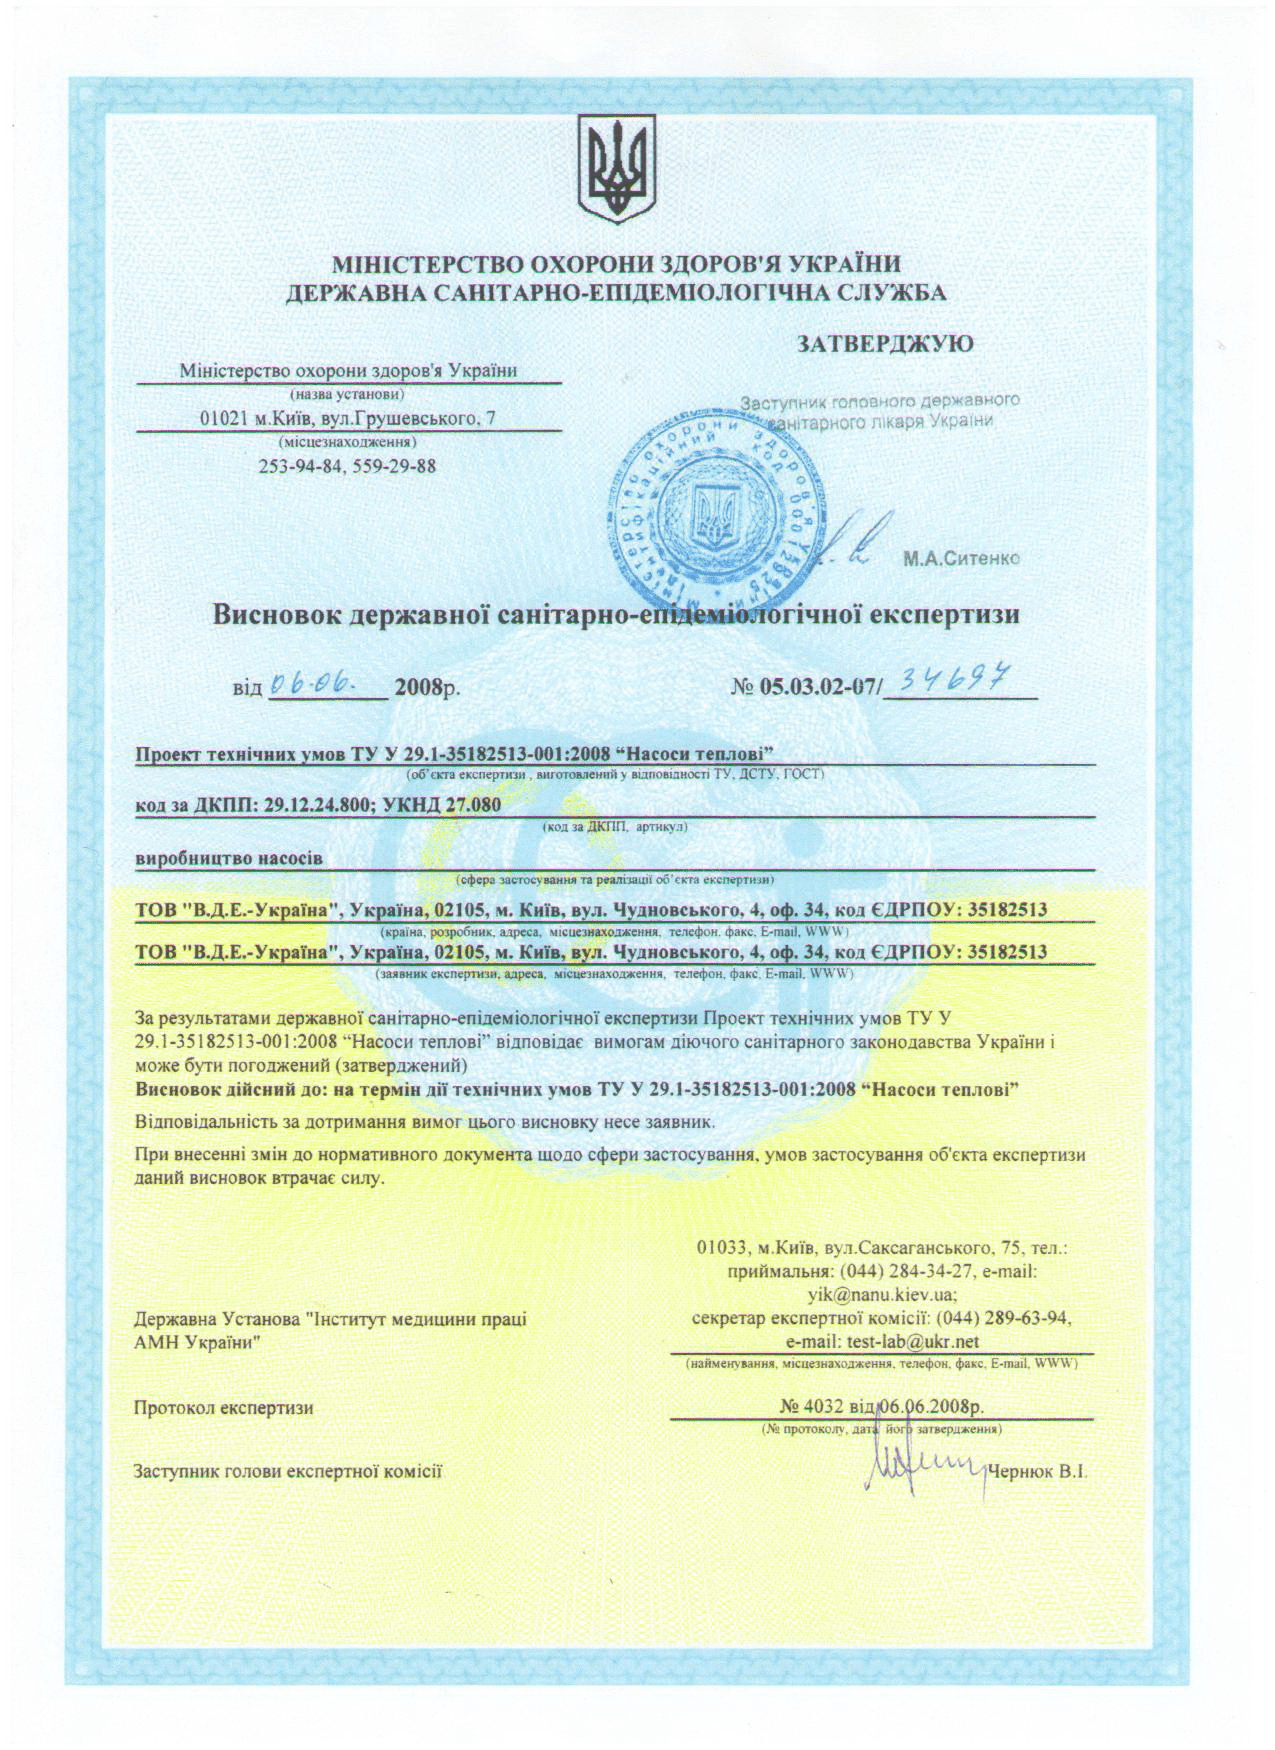 МІНІСТЕРСТВО ОХОРОНИ ЗДОРОВ'Я УКРАЇНИ
ДЕРЖАВНА САНІТАРНО-ЕПІДЕМІОЛОГІЧНА СЛУЖБА
ЗАТВЕРДЖУЮ
Міністерство охорони здоров'я України
(назва установи)
01021 м.Київ, вул.Грушевського, 7
(місцезнаходження)
253-94-84, 559-29-88
Заступник головного державного
санітарного лікаря України
Міністерство охорони здоров'я України
Ідентифікаційний код 00012925
М.А.Ситенко
Висновок державної санітарно-епідеміологічної експертизи
від 06.06. 2008р. № 05.03.02-07/ 34697
Проект технічних умов ТУ У 29.1-35182513-001:2008 “Насоси теплові”
(об’єкта експертизи , виготовлений у відповідності ТУ, ДСТУ, ГОСТ)
код за ДКПП: 29.12.24.800; УКНД 27.080
(код за ДКПП, артикул)
виробництво насосів
(сфера застосування та реалізації об’єкта експертизи)
ТОВ "В.Д.Е.-Україна", Україна, 02105, м. Київ, вул. Чудновського, 4, оф. 34, код ЄДРПОУ: 35182513
(країна, розробник, адреса, місцезнаходження, телефон, факс, E-mail, WWW)
ТОВ "В.Д.Е.-Україна", Україна, 02105, м. Київ, вул. Чудновського, 4, оф. 34, код ЄДРПОУ: 35182513
(заявник експертизи, адреса, місцезнаходження, телефон, факс, E-mail, WWW)
За результатами державної санітарно-епідеміологічної експертизи Проект технічних умов ТУ У
29.1-35182513-001:2008 “Насоси теплові” відповідає вимогам діючого санітарного законодавства України і
може бути погоджений (затверджений)
Висновок дійсний до: на термін дії технічних умов ТУ У 29.1-35182513-001:2008 “Насоси теплові”
Відповідальність за дотримання вимог цього висновку несе заявник.
При внесенні змін до нормативного документа щодо сфери застосування, умов застосування об'єкта експертизи
даний висновок втрачає силу.
01033, м.Київ, вул.Саксаганського, 75, тел.:
приймальня: (044) 284-34-27, e-mail:
yik@nanu.kiev.ua;
Державна Установа "Інститут медицини праці
АМН України"
секретар експертної комісії: (044) 289-63-94,
e-mail: test-lab@ukr.net
(найменування, місцезнаходження, телефон, факс, E-mail, WWW)
Протокол експертизи
№ 4032 від 06.06.2008р.
(№ протоколу, дата його затвердження)
Заступник голови експертної комісії
Чернюк В.І.